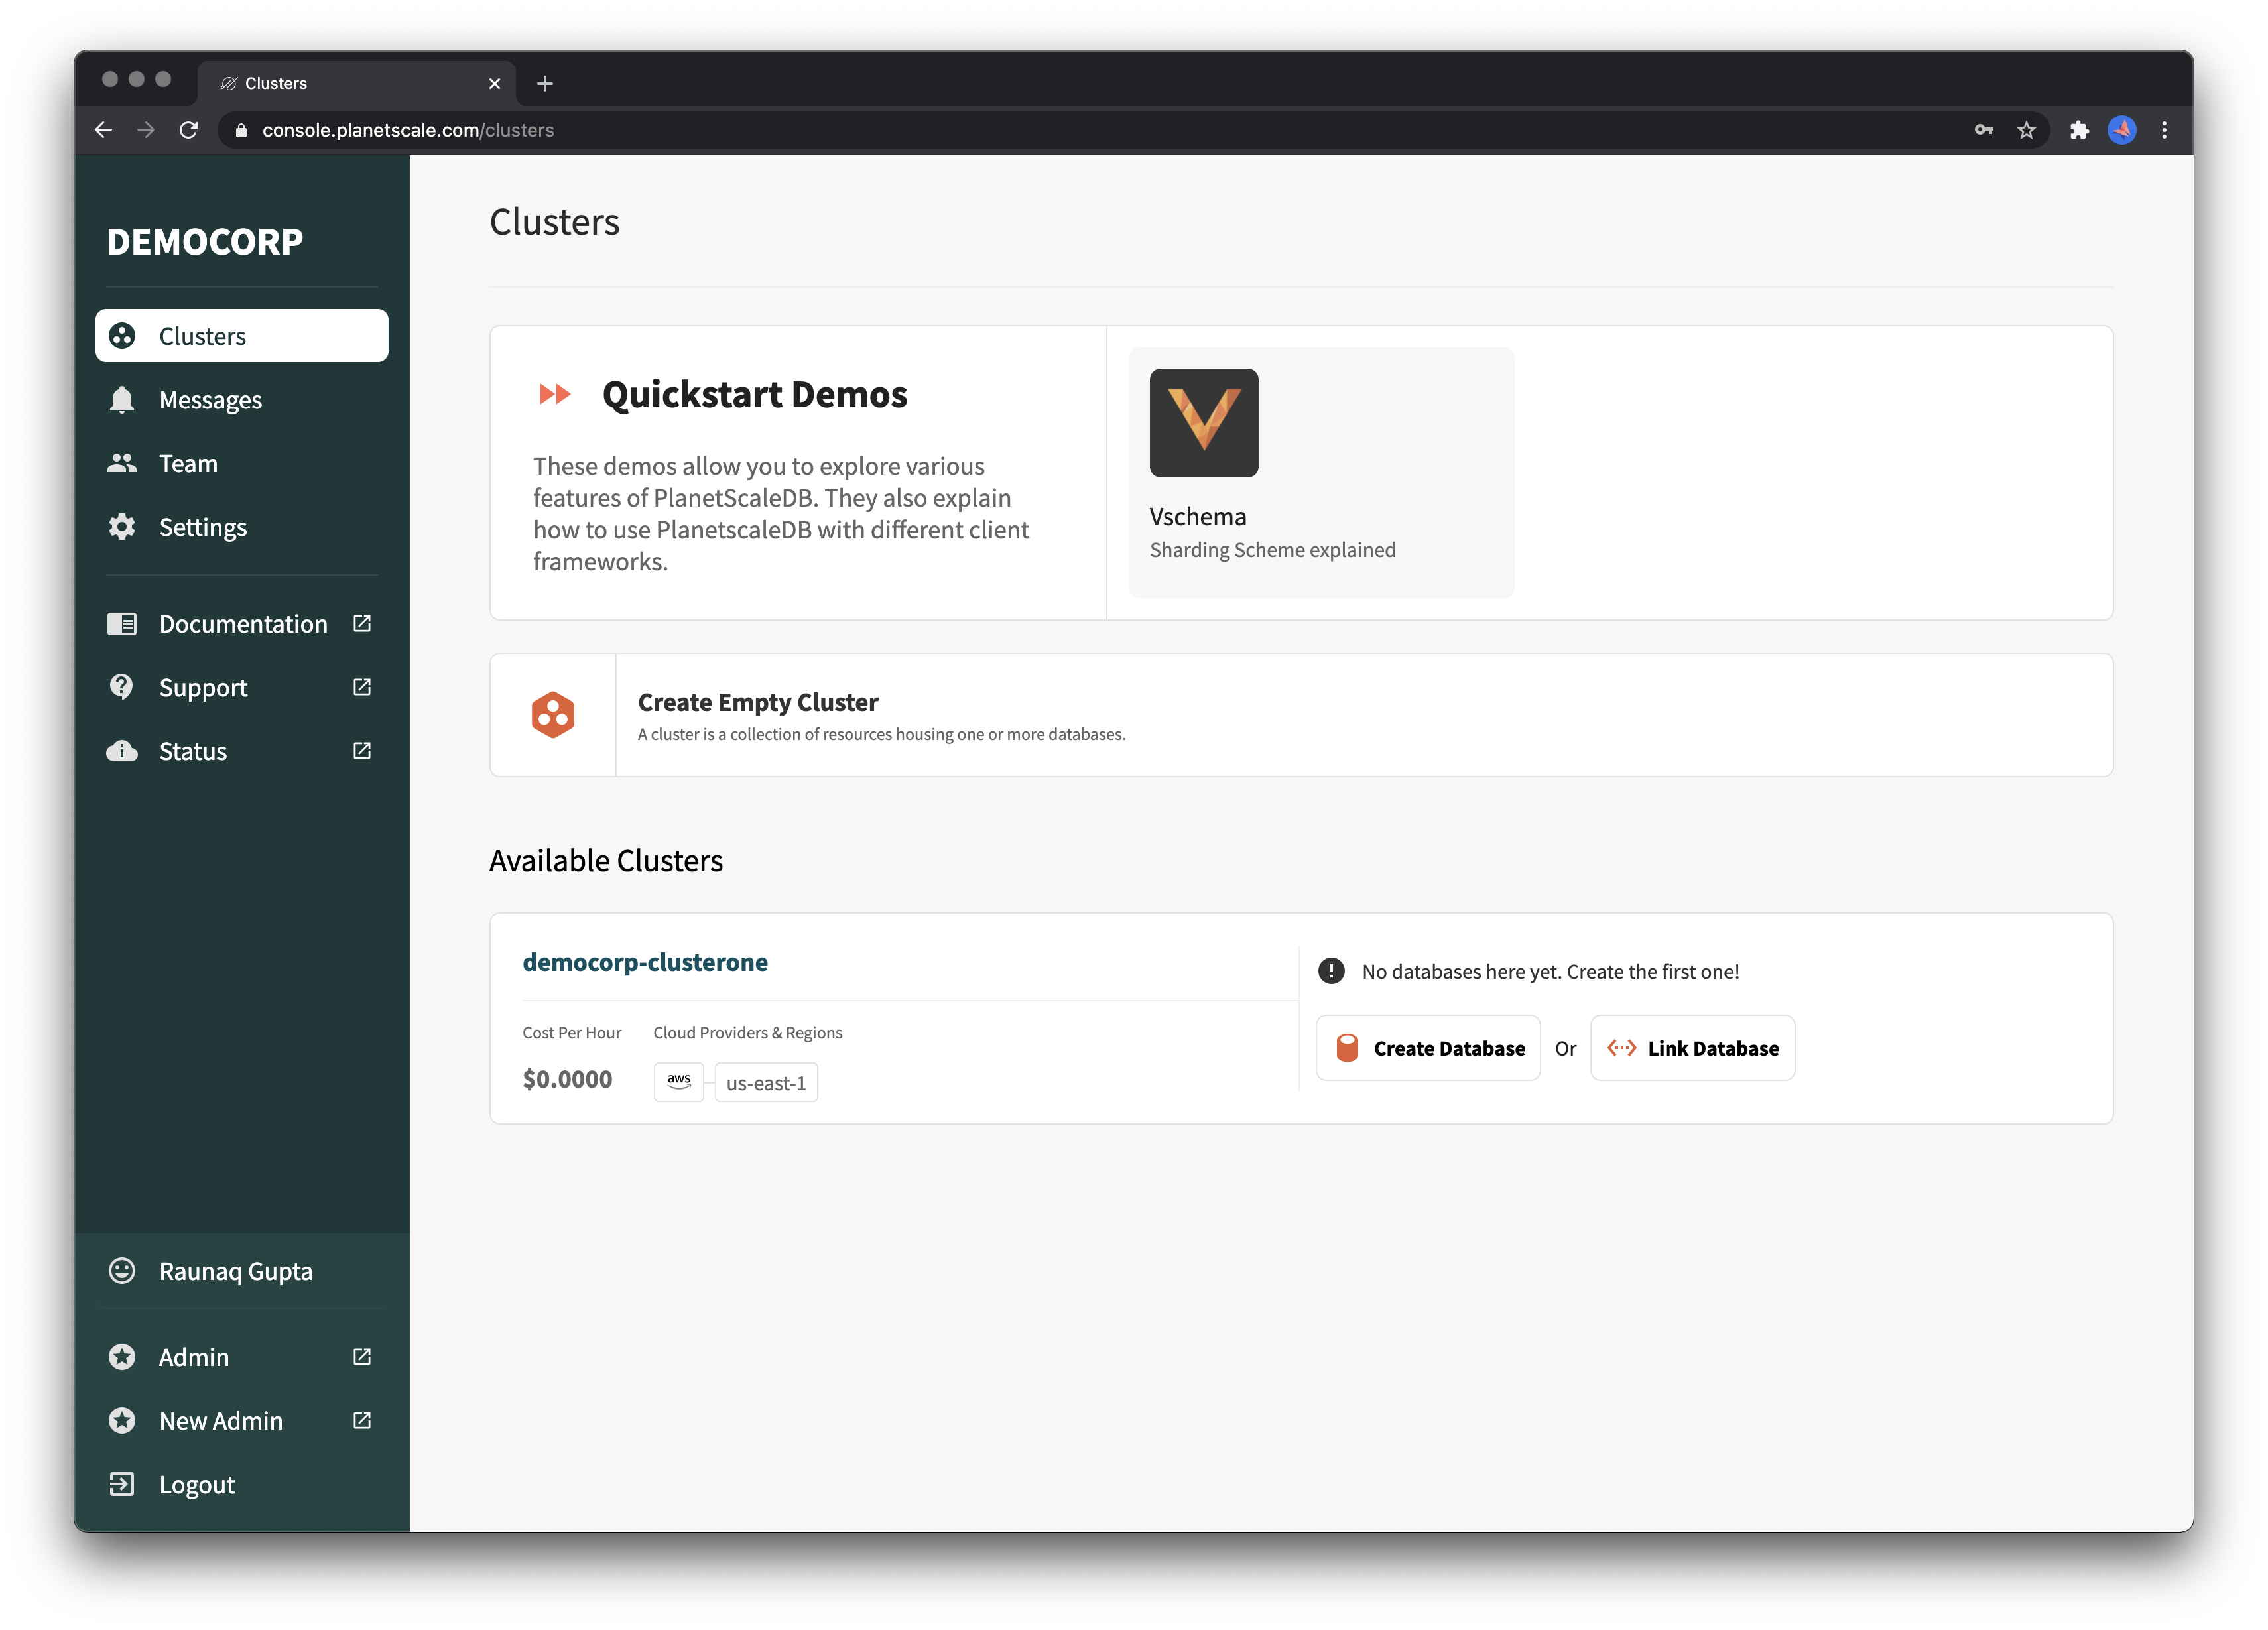 Clusters
console.planetscale.com/clusters
DEMOCORP
Clusters
Messages
Team
Settings
Documentation
Support
Status
Raunaq Gupta
Admin
New Admin
Logout
Clusters
Quickstart Demos
These demos allow you to explore various
features of PlanetScaleDB. They also explain
how to use PlanetscaleDB with different client
frameworks.
Vschema
Sharding Scheme explained
Create Empty Cluster
A cluster is a collection of resources housing one or more databases.
Available Clusters
democorp-clusterone
Cost Per Hour
$0.0000
Cloud Providers & Regions
aws
us-east-1
No databases here yet. Create the first one!
Create Database
Or
Link Database